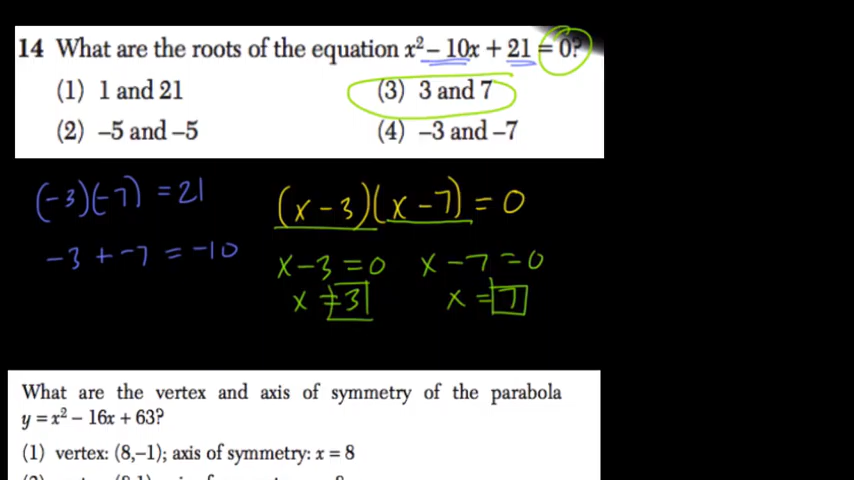 14 What are the roots of the equation x² – 10x + 21 = 0?
(1) 1 and 21
(3) 3 and 7
(2) –5 and –5
(4) –3 and –7
(-3)(-7) = 21
-3 + -7 = -10
(x - 3)(x - 7) = 0
x - 3 = 0
x = 3
x - 7 = 0
x = 7
What are the vertex and axis of symmetry of the parabola
y = x² – 16x + 63?
(1) vertex: (8,–1); axis of symmetry: x = 8